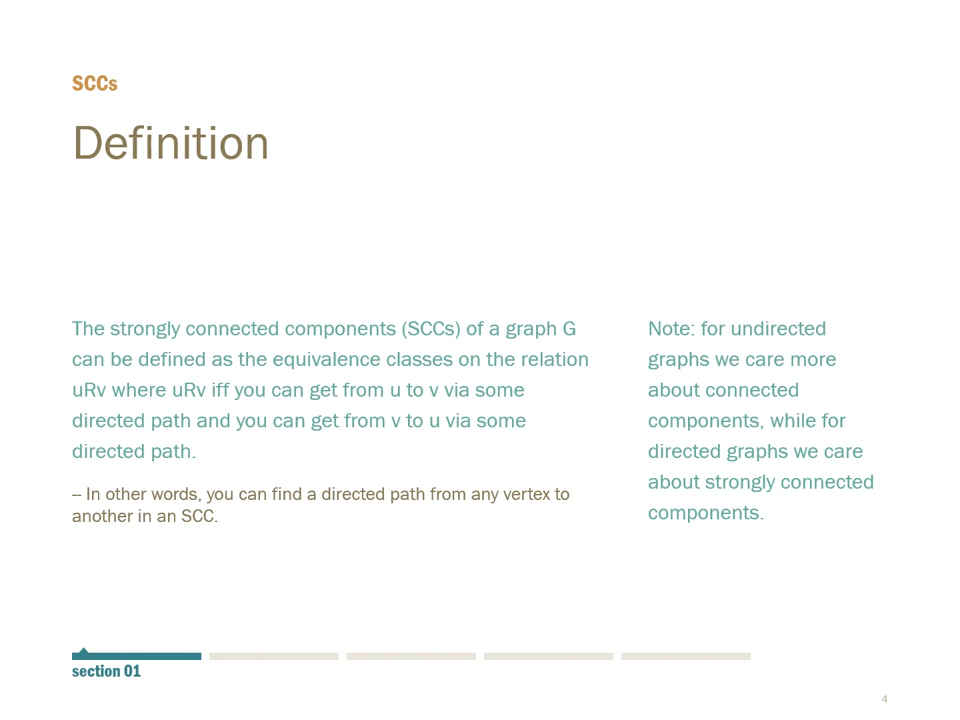 SCCs
Definition
The strongly connected components (SCCs) of a graph G
can be defined as the equivalence classes on the relation
uRv where uRv iff you can get from u to v via some
directed path and you can get from v to u via some
directed path.
– In other words, you can find a directed path from any vertex to
another in an SCC.
Note: for undirected
graphs we care more
about connected
components, while for
directed graphs we care
about strongly connected
components.
section 01
4